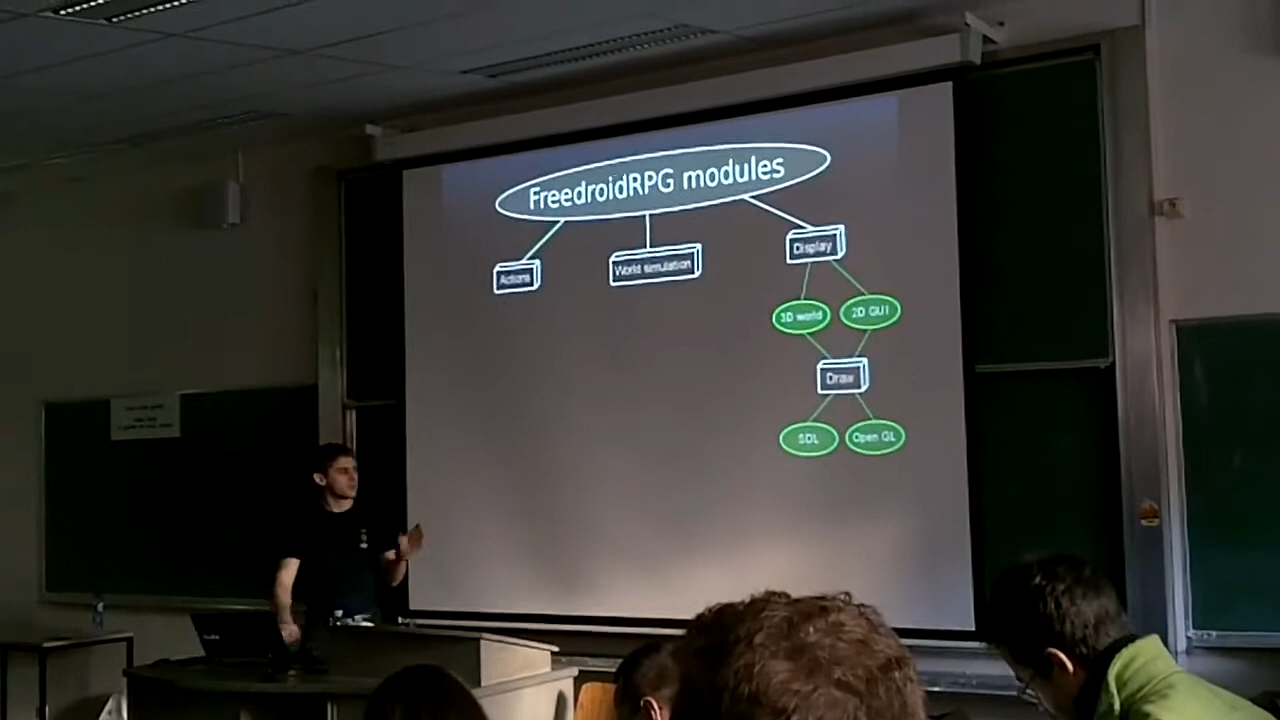 FreedroidRPG modules
Actions
World simulation
Display
3D world
2D GUI
Draw
SDL
Open GL